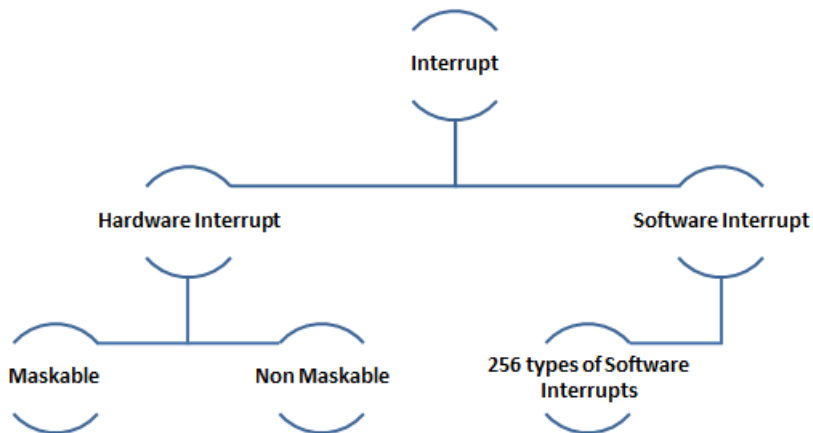 Interrupt
Hardware Interrupt
Software Interrupt
Maskable
Non Maskable
256 types of Software
Interrupts